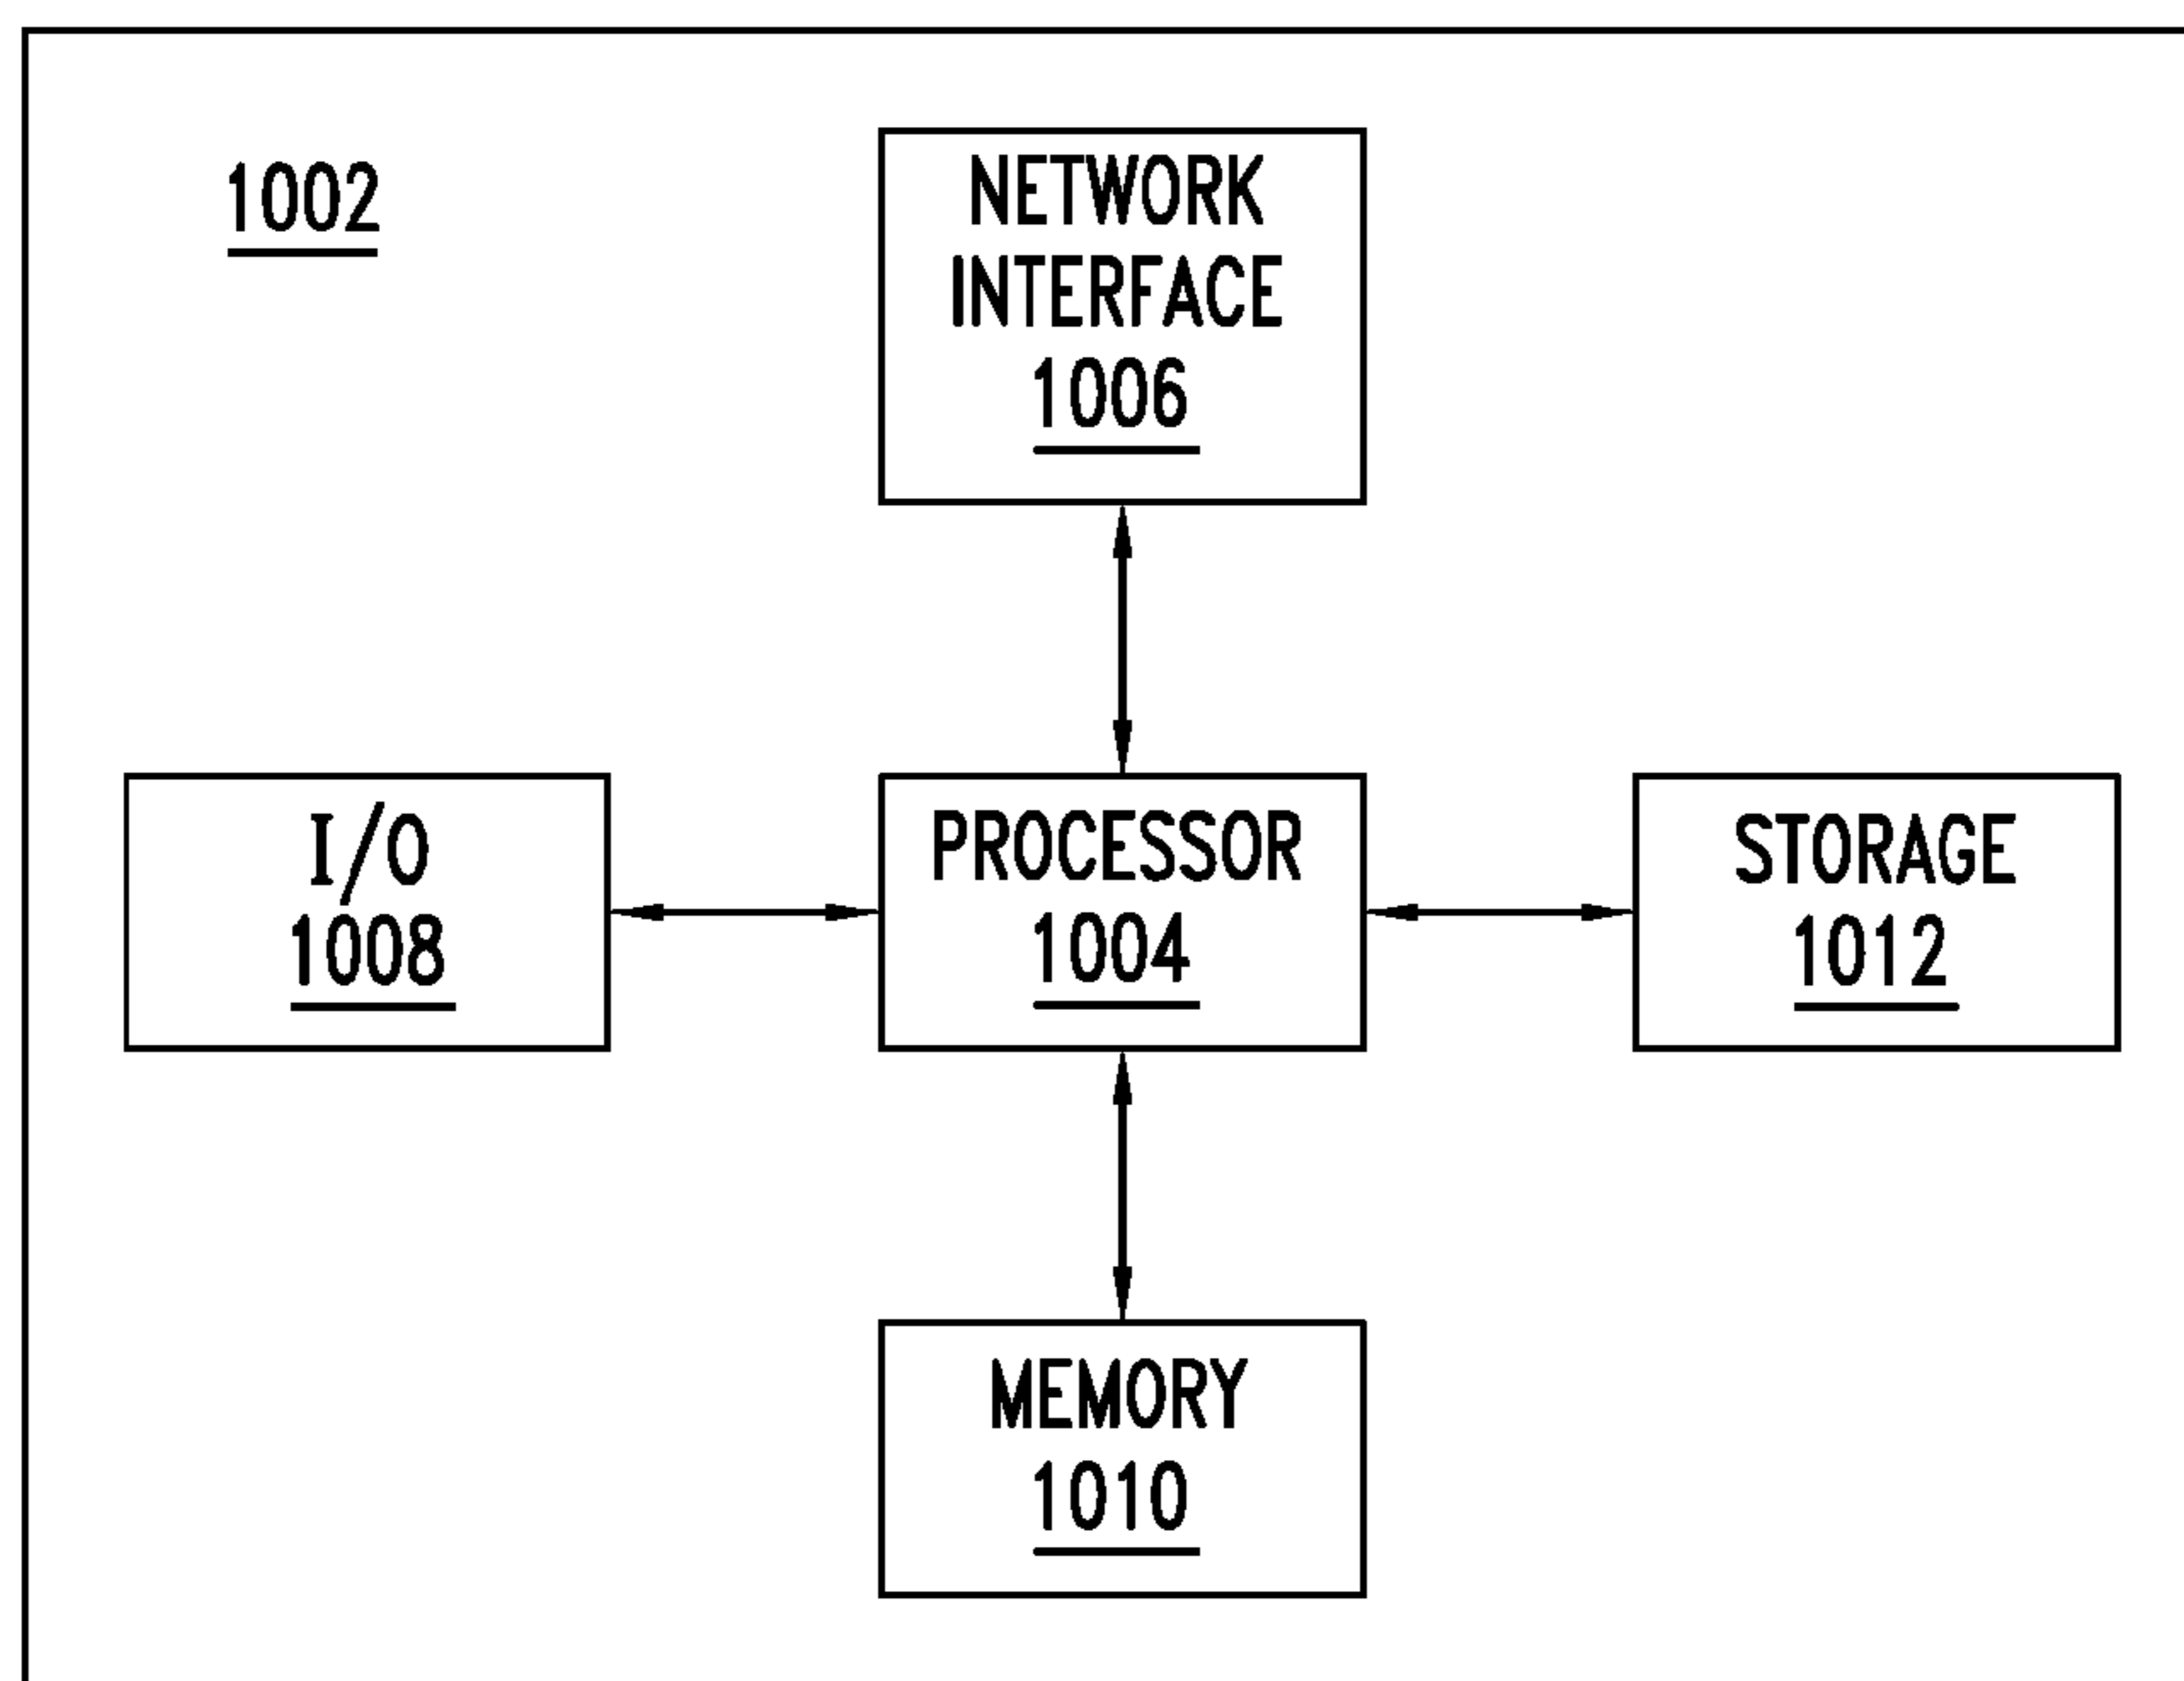 1002
NETWORK
INTERFACE
1006
I/O
1008
PROCESSOR
1004
STORAGE
1012
MEMORY
1010